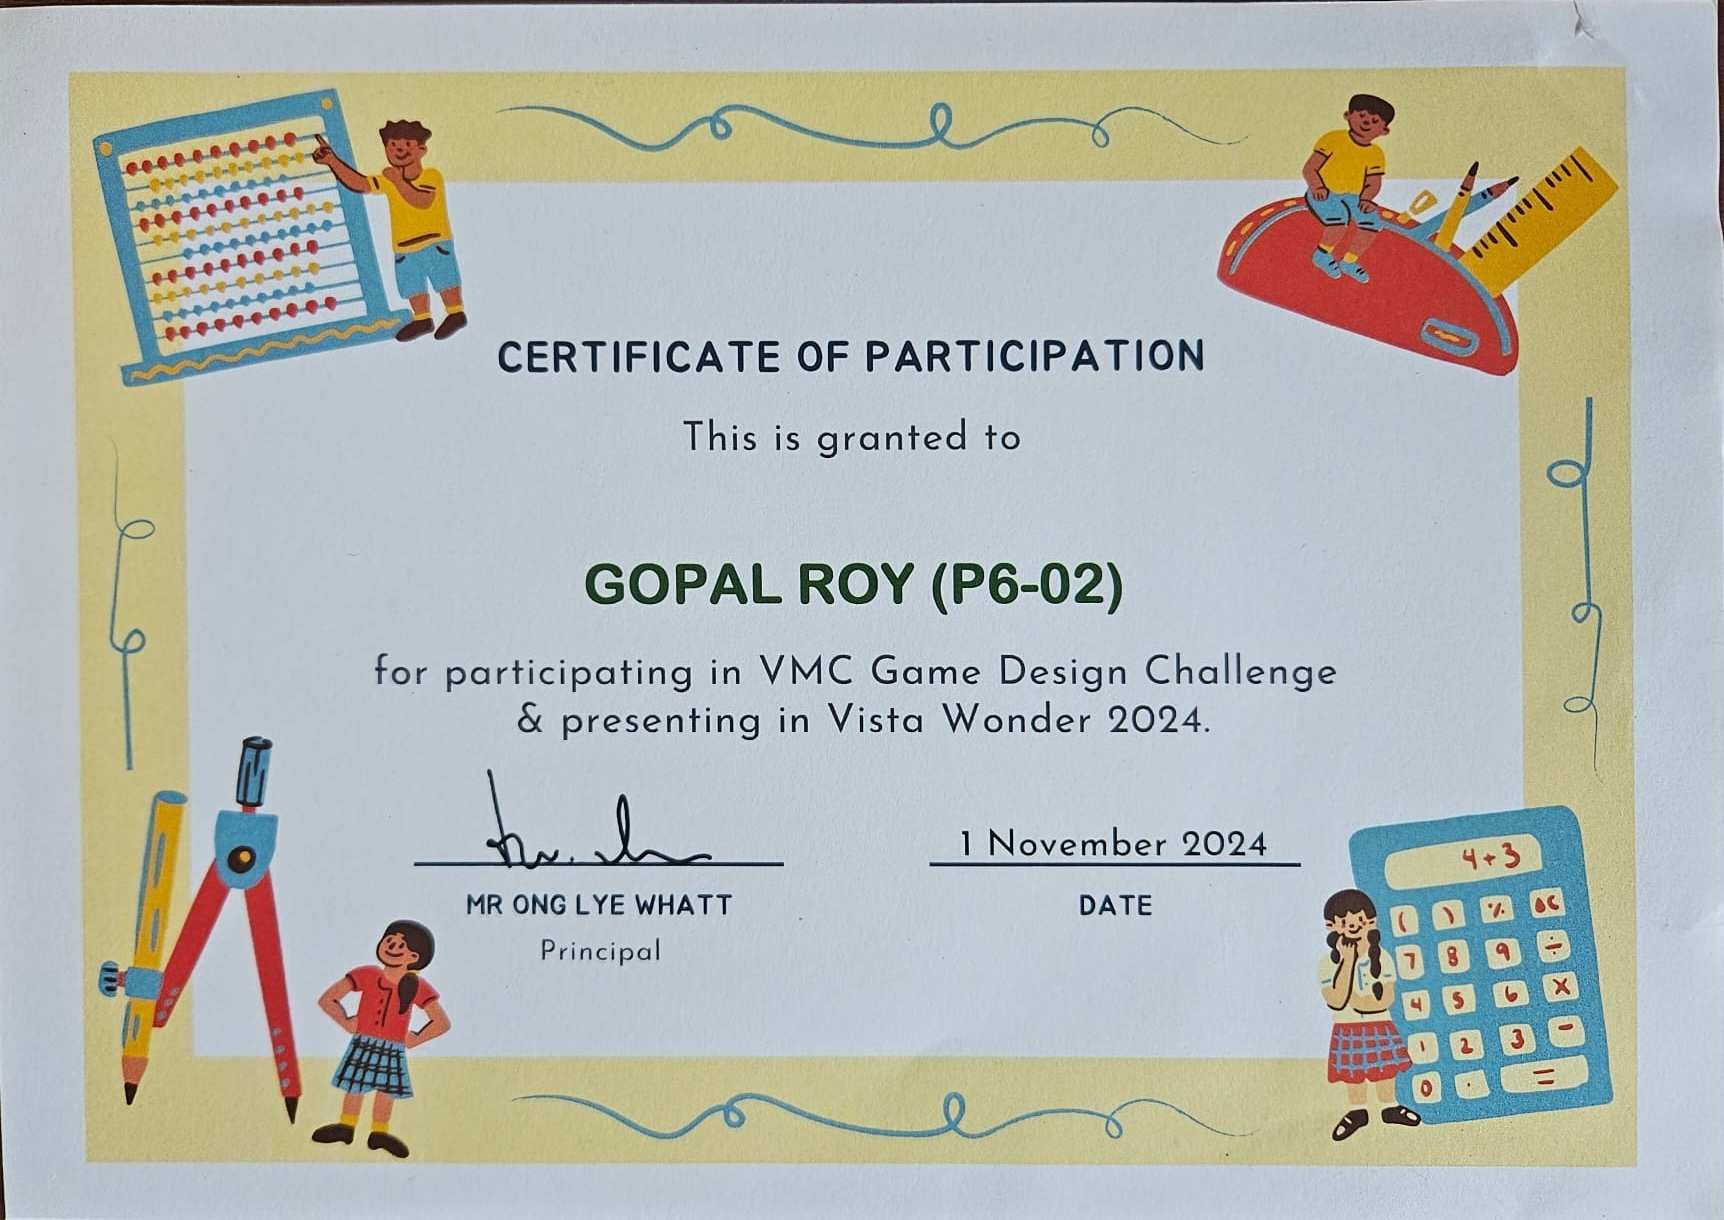 CERTIFICATE OF PARTICIPATION
This is granted to
GOPAL ROY (P6-02)
for participating in VMC Game Design Challenge
& presenting in Vista Wonder 2024.
1 November 2024
MR ONG LYE WHATT
DATE
Principal
4+3
( ) % AC
7 8 9 ÷
4 5 6 X
1 2 3 -
0 . =